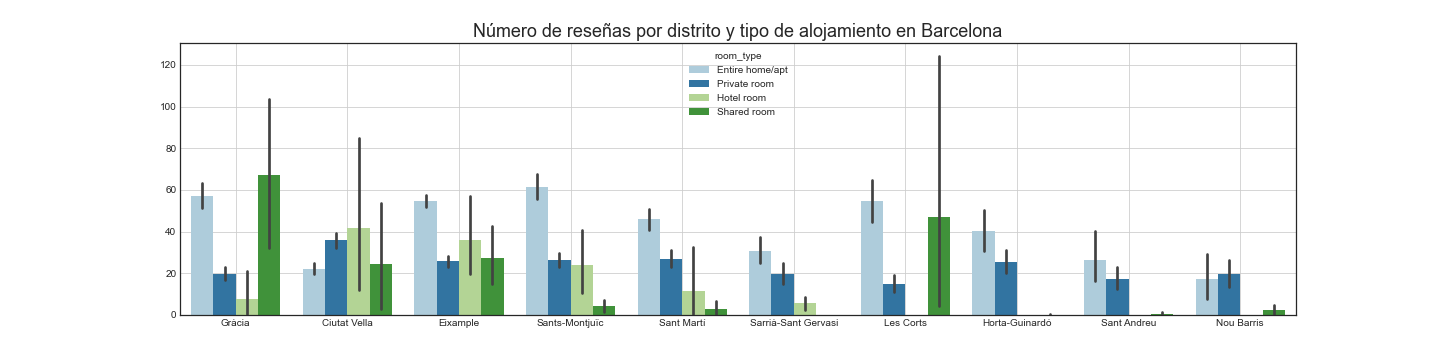 Número de reseñas por distrito y tipo de alojamiento en Barcelona
room_type
Entire home/apt
Private room
Hotel room
Shared room
120
100
80
60
40
20
0
Gràcia Ciutat Vella Eixample Sants-Montjuïc Sant Martí Sarrià-Sant Gervasi Les Corts Horta-Guinardó Sant Andreu Nou Barris